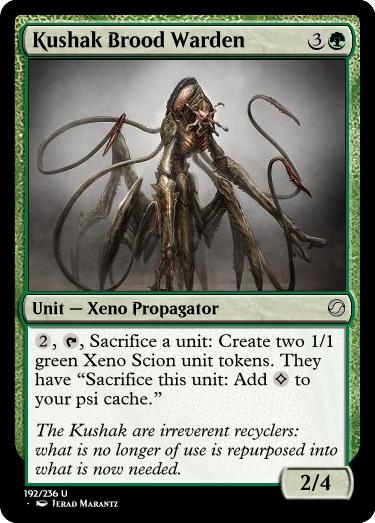 Kushak Brood Warden 3
Unit — Xeno Propagator
2, , Sacrifice a unit: Create two 1/1
green Xeno Scion unit tokens. They
have “Sacrifice this unit: Add to
your psi cache.”
The Kushak are irreverent recyclers:
what is no longer of use is repurposed into
what is now needed.
2/4
192/236 U
· Jerad Marantz